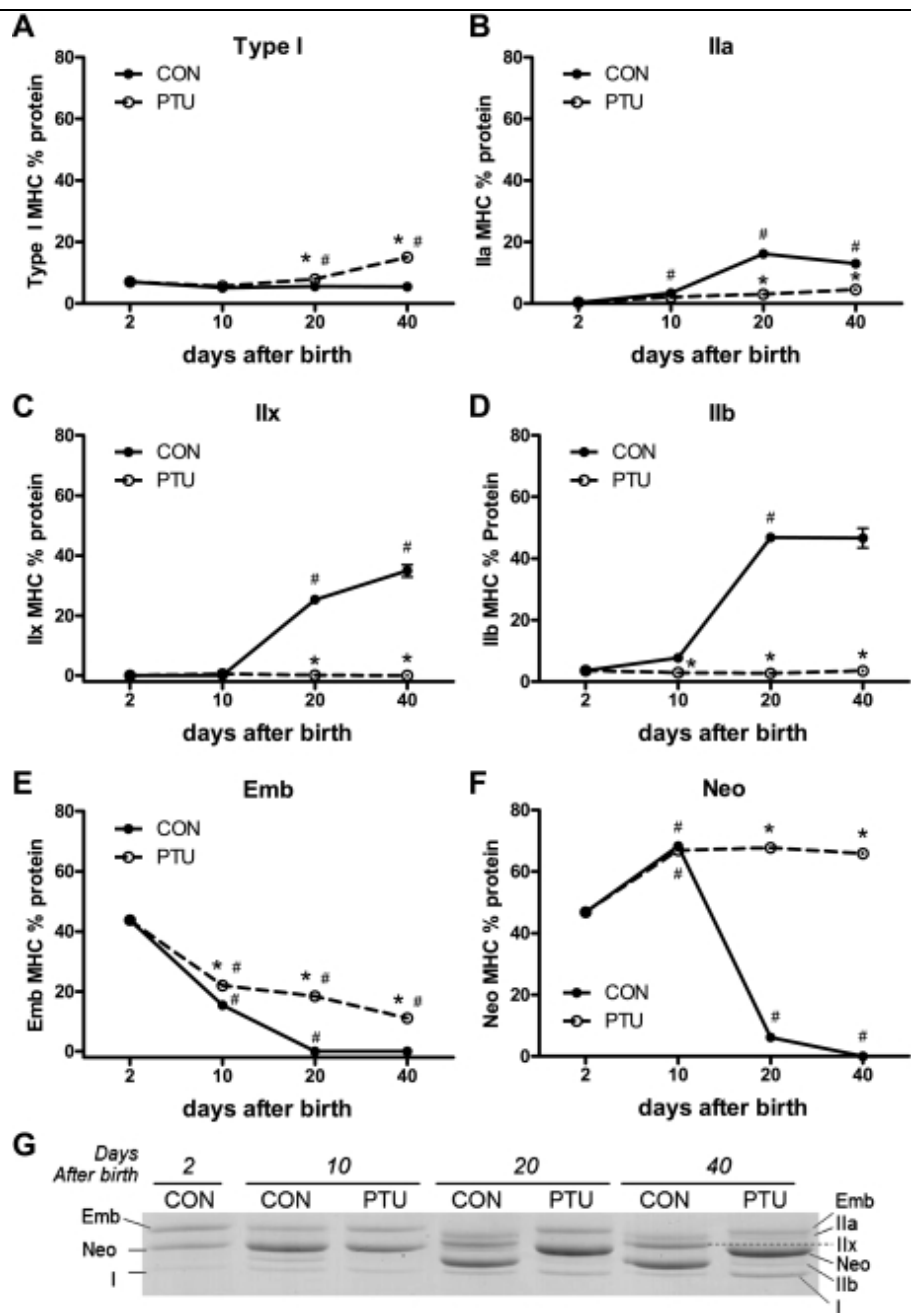 A
Type I
80
60
40
20
0
CON
PTU
* #
* #
2 10 20 40
Type I MHC % protein
days after birth
B
IIa
80
60
40
20
0
CON
PTU
#
#
#
*
*
2 10 20 40
IIa MHC % protein
days after birth
C
IIx
80
60
40
20
0
CON
PTU
#
#
*
*
2 10 20 40
IIx MHC % protein
days after birth
D
IIb
80
60
40
20
0
CON
PTU
#
*
*
*
2 10 20 40
IIb MHC % Protein
days after birth
E
Emb
80
60
40
20
0
CON
PTU
* #
* #
* #
#
#
2 10 20 40
Emb MHC % protein
days after birth
F
Neo
80
60
40
20
0
#
#
*
*
#
#
CON
PTU
2 10 20 40
Neo MHC % protein
days after birth
G
Days
After birth
2 10 20 40
CON CON PTU CON PTU CON PTU
Emb
Neo
I
Emb
IIa
IIx
Neo
IIb
I